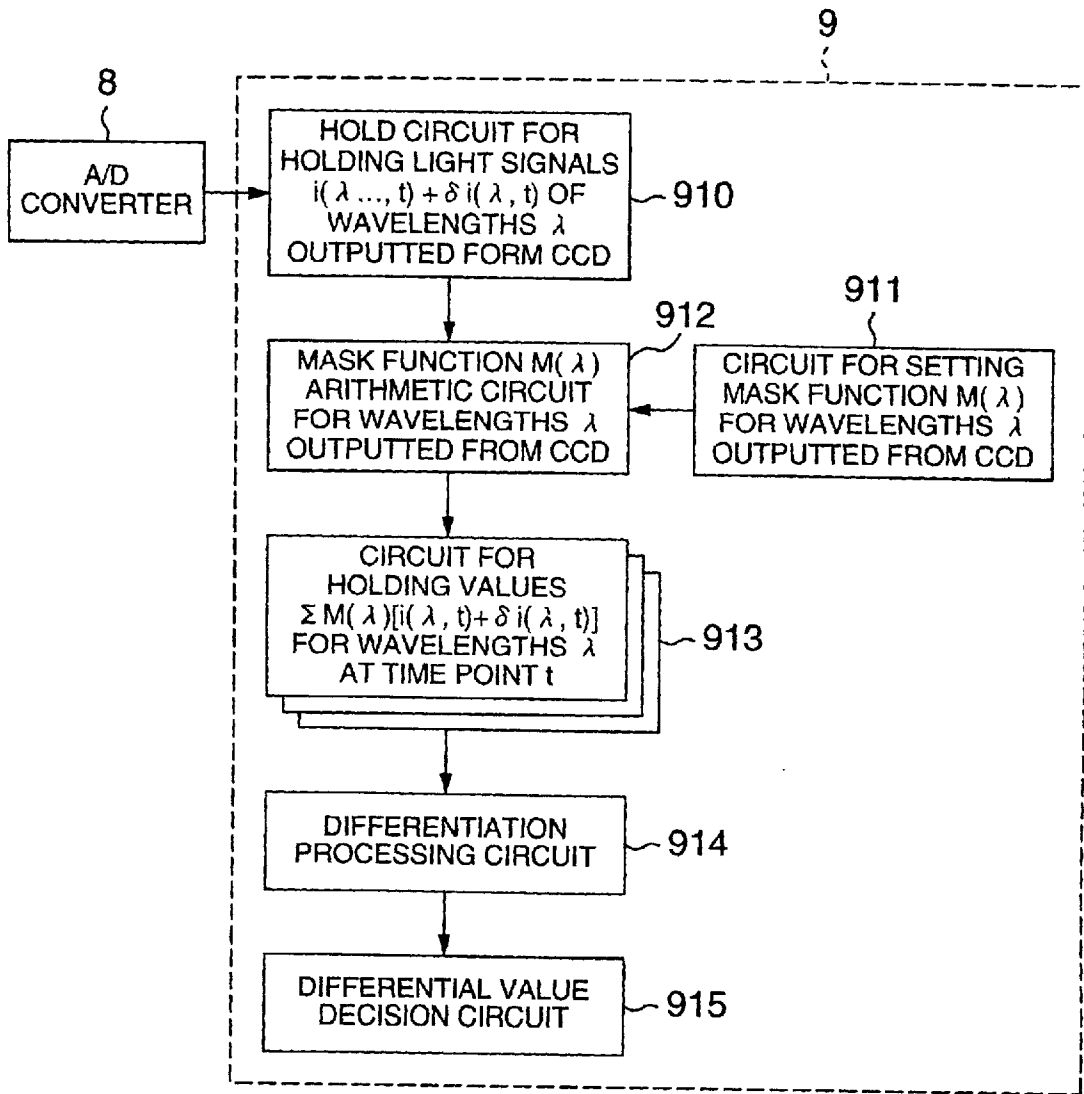 9
8
A/D
CONVERTER
HOLD CIRCUIT FOR
HOLDING LIGHT SIGNALS
i( λ ..., t) + δ i( λ , t) OF
WAVELENGTHS λ
OUTPUTTED FORM CCD
910
912
MASK FUNCTION M( λ )
ARITHMETIC CIRCUIT
FOR WAVELENGTHS λ
OUTPUTTED FROM CCD
911
CIRCUIT FOR SETTING
MASK FUNCTION M( λ )
FOR WAVELENGTHS λ
OUTPUTTED FROM CCD
CIRCUIT FOR
HOLDING VALUES
Σ M( λ )[i( λ , t)+ δ i( λ , t)]
FOR WAVELENGTHS λ
AT TIME POINT t
913
DIFFERENTIATION
PROCESSING CIRCUIT
914
DIFFERENTIAL VALUE
DECISION CIRCUIT
915